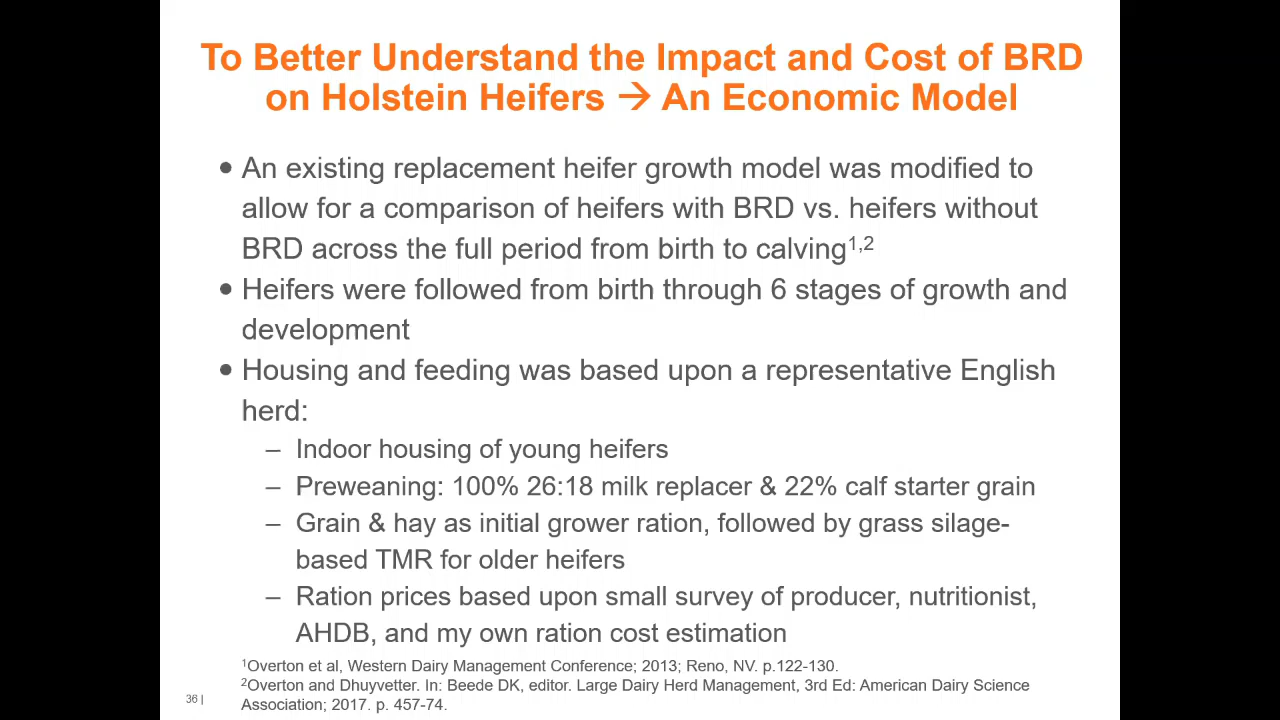 To Better Understand the Impact and Cost of BRD
on Holstein Heifers → An Economic Model
• An existing replacement heifer growth model was modified to
allow for a comparison of heifers with BRD vs. heifers without
BRD across the full period from birth to calving1,2
• Heifers were followed from birth through 6 stages of growth and
development
• Housing and feeding was based upon a representative English
herd:
– Indoor housing of young heifers
– Preweaning: 100% 26:18 milk replacer & 22% calf starter grain
– Grain & hay as initial grower ration, followed by grass silage-
based TMR for older heifers
– Ration prices based upon small survey of producer, nutritionist,
AHDB, and my own ration cost estimation
1Overton et al, Western Dairy Management Conference; 2013; Reno, NV. p.122-130.
2Overton and Dhuyvetter. In: Beede DK, editor. Large Dairy Herd Management, 3rd Ed: American Dairy Science
Association; 2017. p. 457-74.
36 |